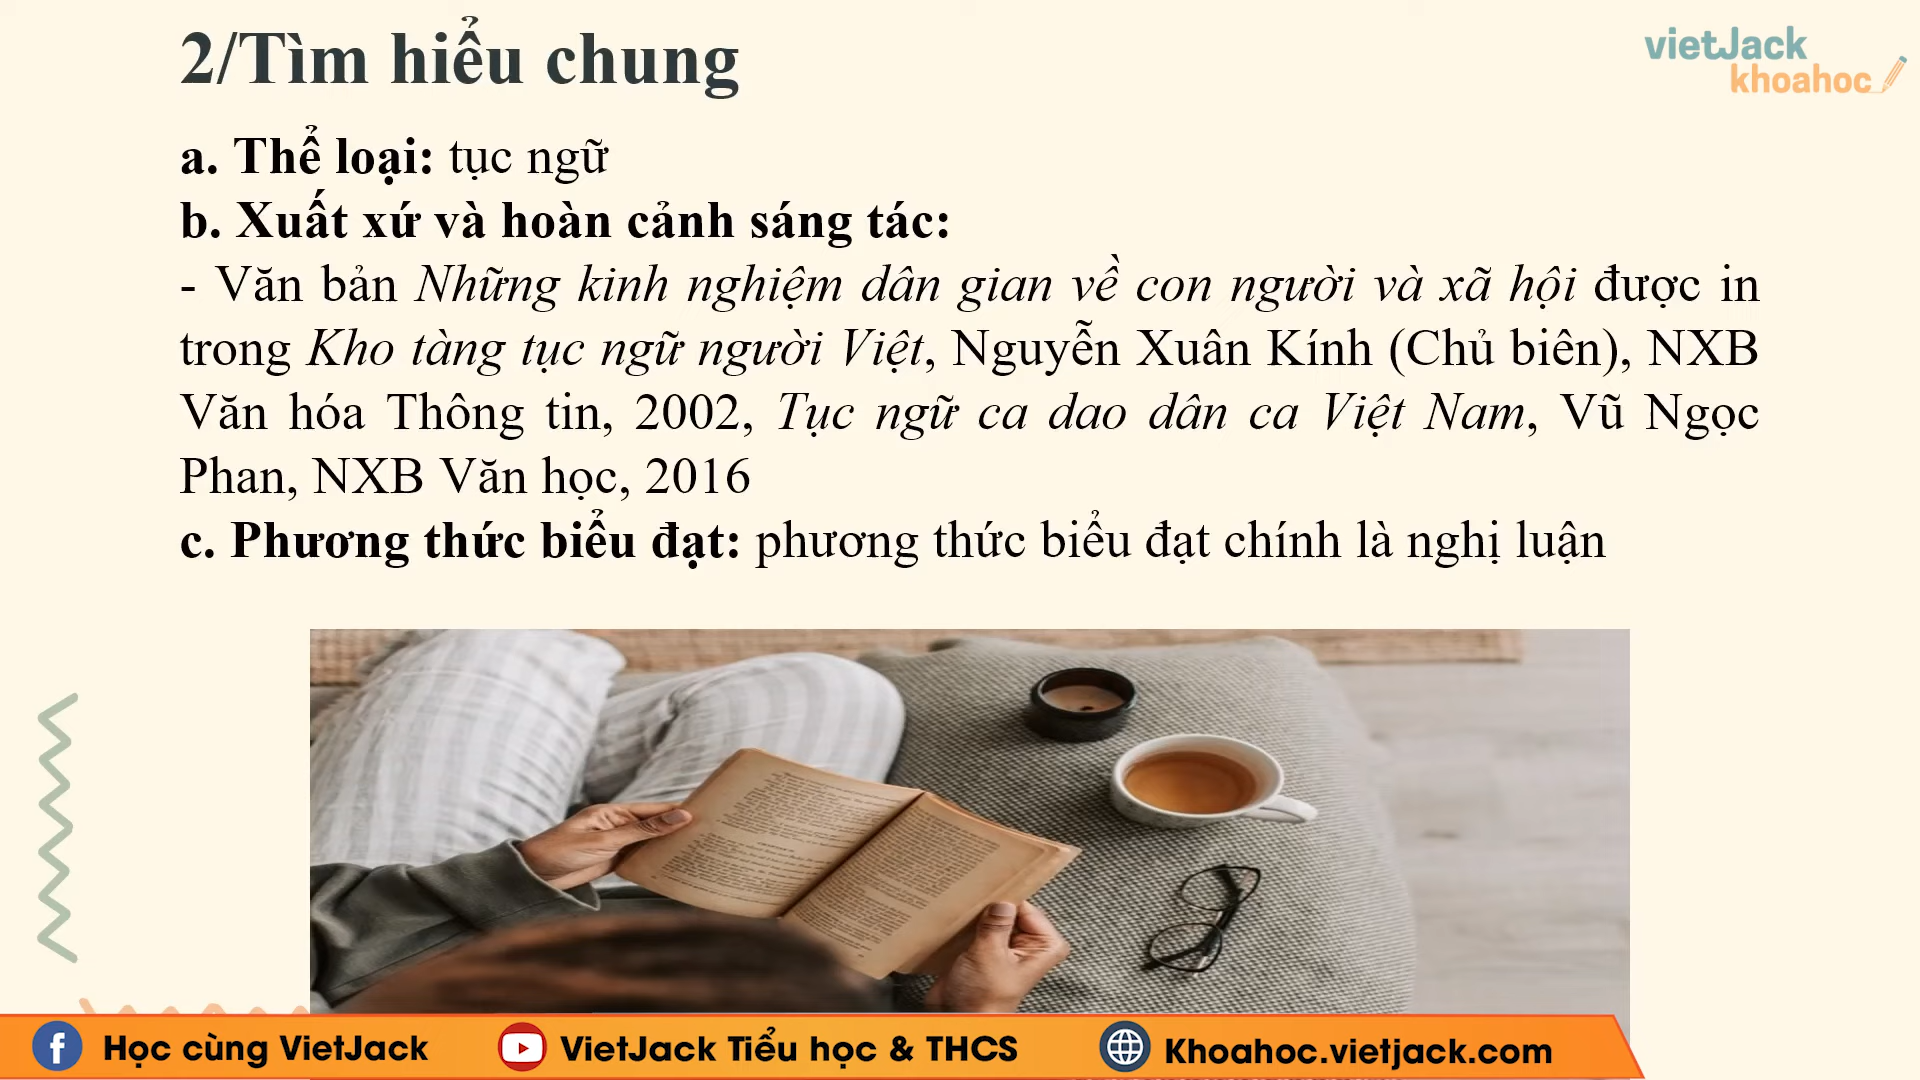 2/Tìm hiểu chung
vietJack
khoahoc
a. Thể loại: tục ngữ
b. Xuất xứ và hoàn cảnh sáng tác:
- Văn bản Những kinh nghiệm dân gian về con người và xã hội được in
trong Kho tàng tục ngữ người Việt, Nguyễn Xuân Kính (Chủ biên), NXB
Văn hóa Thông tin, 2002, Tục ngữ ca dao dân ca Việt Nam, Vũ Ngọc
Phan, NXB Văn học, 2016
c. Phương thức biểu đạt: phương thức biểu đạt chính là nghị luận
Học cùng VietJack
VietJack Tiểu học & THCS
Khoahoc.vietjack.com